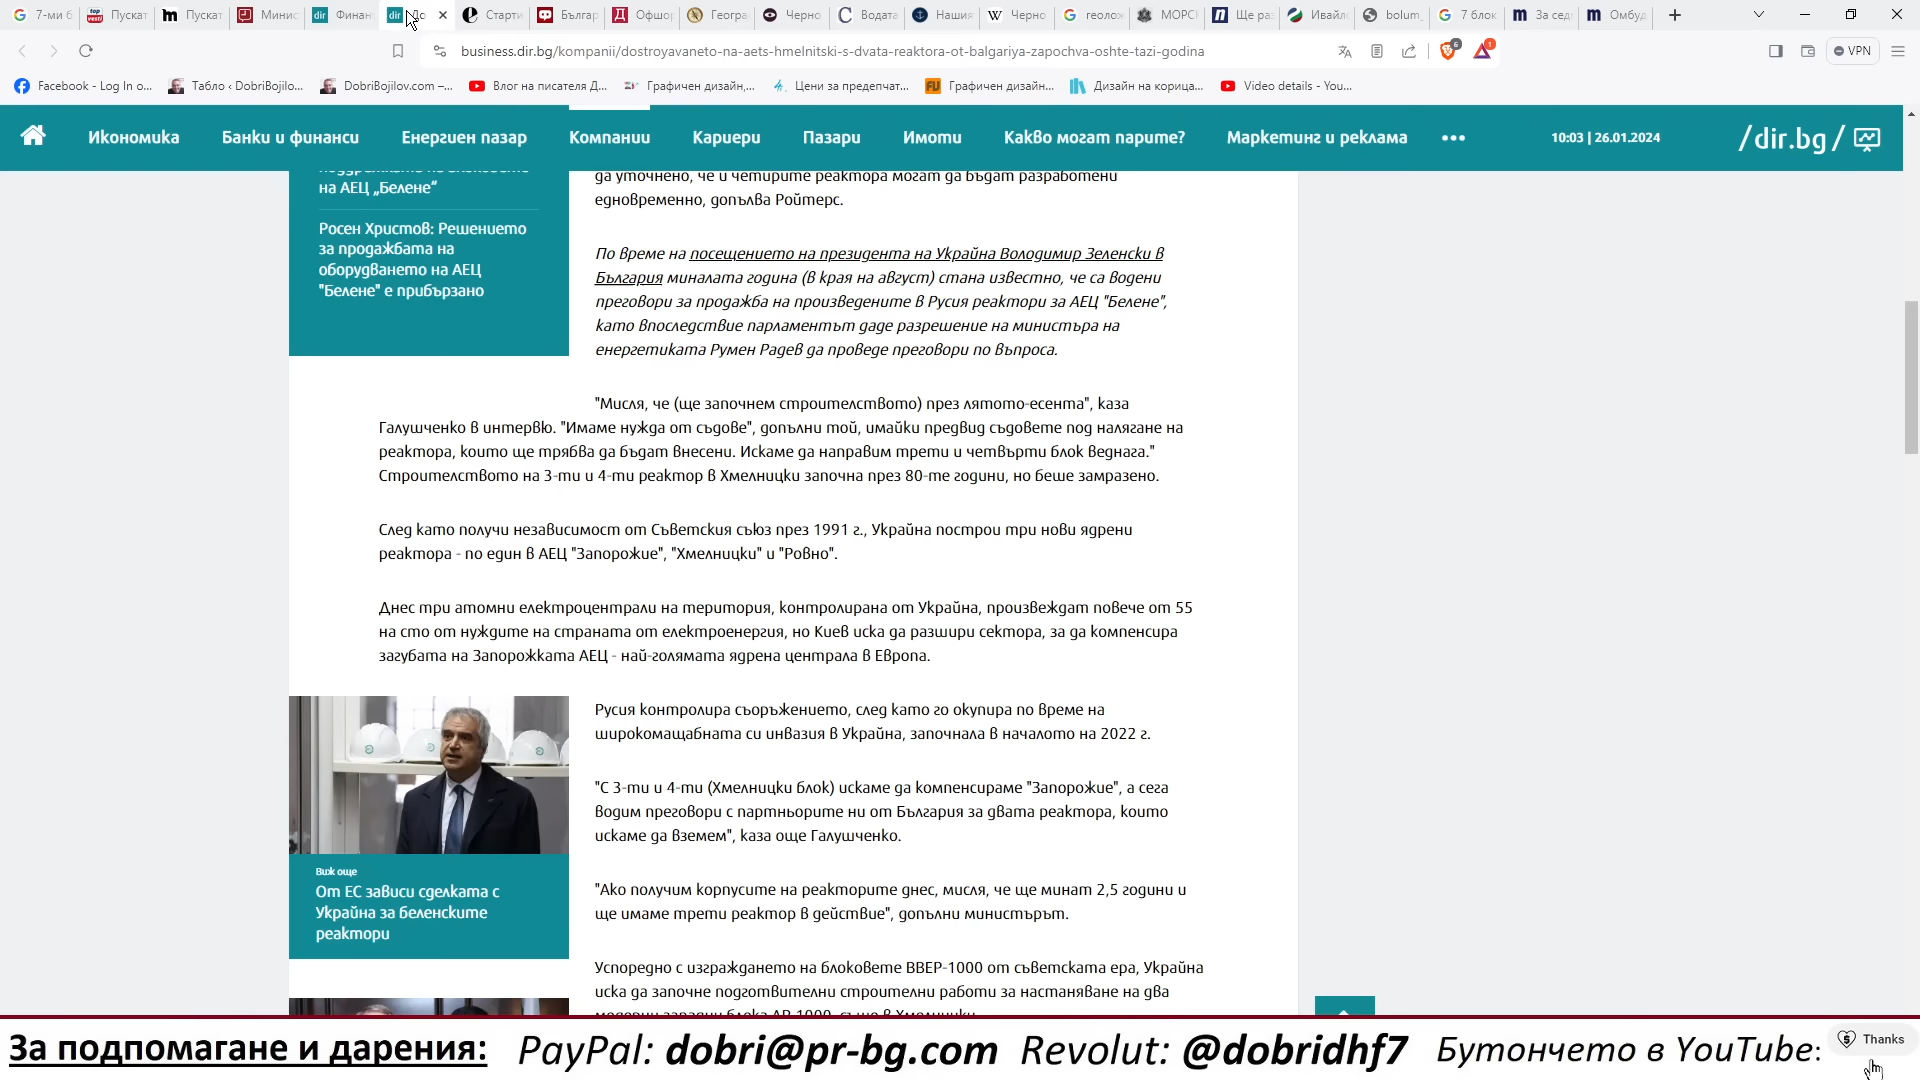 7-ми б
Пускат
Пускат
Минис
Финан
До
Старти
Българ
Офшор
Геогра
Черно
Водата
Нашия
Черно
геолож
МОРСК
Ще раз
Ивайл
bolum_
7 блок
За сед
Омбуд
business.dir.bg/kompanii/dostroyavaneto-na-aets-hmelnitski-s-dvata-reaktora-ot-balgariya-zapochva-oshte-tazi-godina
6
1
VPN
Facebook - Log In o...
Табло ‹ DobriBojilo...
DobriBojilov.com –...
Влог на писателя Д...
Графичен дизайн,...
Цени за предпечат...
Графичен дизайн...
Дизайн на корица...
Video details - You...
Икономика
Банки и финанси
Енергиен пазар
Компании
Кариери
Пазари
Имоти
Какво могат парите?
Маркетинг и реклама
10:03 | 26.01.2024
/dir.bg/
на АЕЦ „Белене“
Росен Христов: Решението
за продажбата на
оборудването на АЕЦ
"Белене" е прибързано
да уточнено, че и четирите реактора могат да бъдат разработени
едновременно, допълва Ройтерс.
По време на посещението на президента на Украйна Володимир Зеленски в
България миналата година (в края на август) стана известно, че са водени
преговори за продажба на произведените в Русия реактори за АЕЦ "Белене",
като впоследствие парламентът даде разрешение на министъра на
енергетиката Румен Радев да проведе преговори по въпроса.
"Мисля, че (ще започнем строителството) през лятото-есента", каза
Галушченко в интервю. "Имаме нужда от съдове", допълни той, имайки предвид съдовете под налягане на
реактора, които ще трябва да бъдат внесени. Искаме да направим трети и четвърти блок веднага."
Строителството на 3-ти и 4-ти реактор в Хмелницки започна през 80-те години, но беше замразено.
След като получи независимост от Съветския съюз през 1991 г., Украйна построи три нови ядрени
реактора - по един в АЕЦ "Запорожие", "Хмелницки" и "Ровно".
Днес три атомни електроцентрали на територия, контролирана от Украйна, произвеждат повече от 55
на сто от нуждите на страната от електроенергия, но Киев иска да разшири сектора, за да компенсира
загубата на Запорожката АЕЦ - най-голямата ядрена централа в Европа.
Русия контролира съоръжението, след като го окупира по време на
широкомащабната си инвазия в Украйна, започнала в началото на 2022 г.
"С 3-ти и 4-ти (Хмелницки блок) искаме да компенсираме "Запорожие", а сега
водим преговори с партньорите ни от България за двата реактора, които
искаме да вземем", каза още Галушченко.
Виж още
От ЕС зависи сделката с
Украйна за беленските
реактори
"Ако получим корпусите на реакторите днес, мисля, че ще минат 2,5 години и
ще имаме трети реактор в действие", допълни министърът.
Успоредно с изграждането на блоковете ВВЕР-1000 от съветската ера, Украйна
иска да започне подготвителни строителни работи за настаняване на два
За подпомагане и дарения: PayPal: dobri@pr-bg.com Revolut: @dobridhf7 Бутончето в YouTube: Thanks